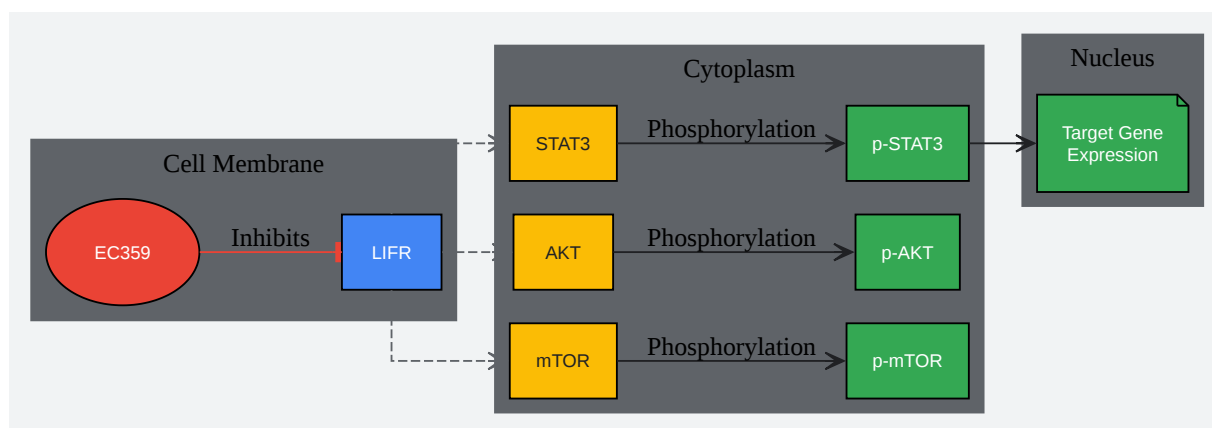 Cell Membrane
EC359
Inhibits
LIFR
Cytoplasm
STAT3
Phosphorylation
p-STAT3
AKT
Phosphorylation
p-AKT
mTOR
Phosphorylation
p-mTOR
Nucleus
Target Gene
Expression